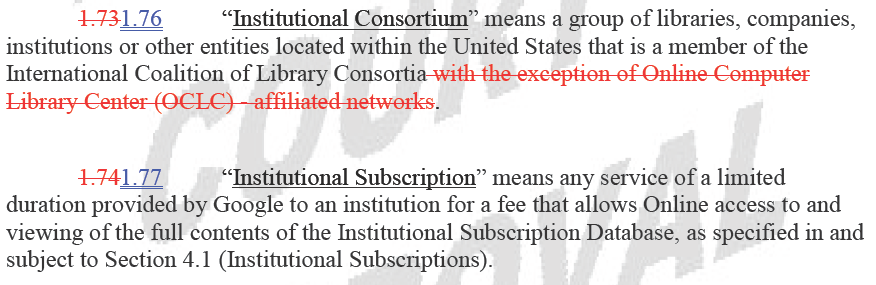 1.731.76 “Institutional Consortium” means a group of libraries, companies,
institutions or other entities located within the United States that is a member of the
International Coalition of Library Consortia with the exception of Online Computer
Library Center (OCLC) - affiliated networks.
1.741.77 “Institutional Subscription” means any service of a limited
duration provided by Google to an institution for a fee that allows Online access to and
viewing of the full contents of the Institutional Subscription Database, as specified in and
subject to Section 4.1 (Institutional Subscriptions).
COURT